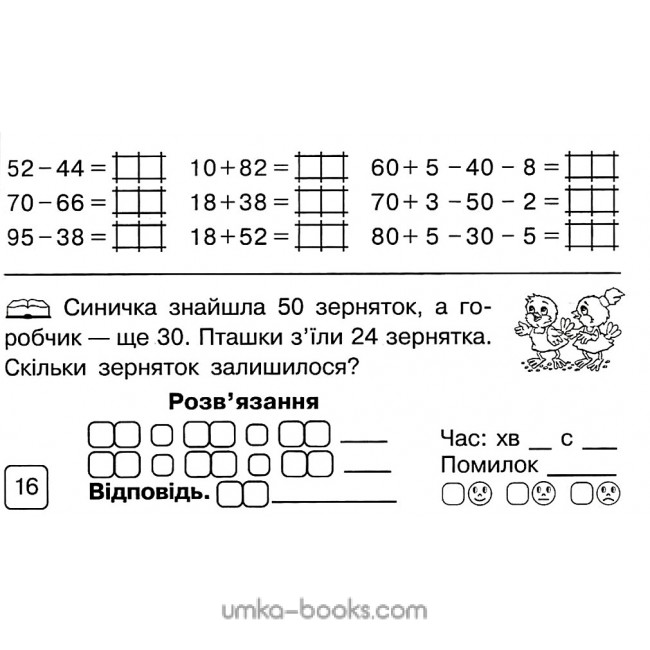 52 – 44 = 10 + 82 = 60 + 5 – 40 – 8 =
70 – 66 = 18 + 38 = 70 + 3 – 50 – 2 =
95 – 38 = 18 + 52 = 80 + 5 – 30 – 5 =
Синичка знайшла 50 зерняток, а го-
робчик — ще 30. Пташки з’їли 24 зернятка.
Скільки зерняток залишилося?
Розв’язання
Час: хв __ с __
Помилок ____
16
Відповідь.
umka-books.com